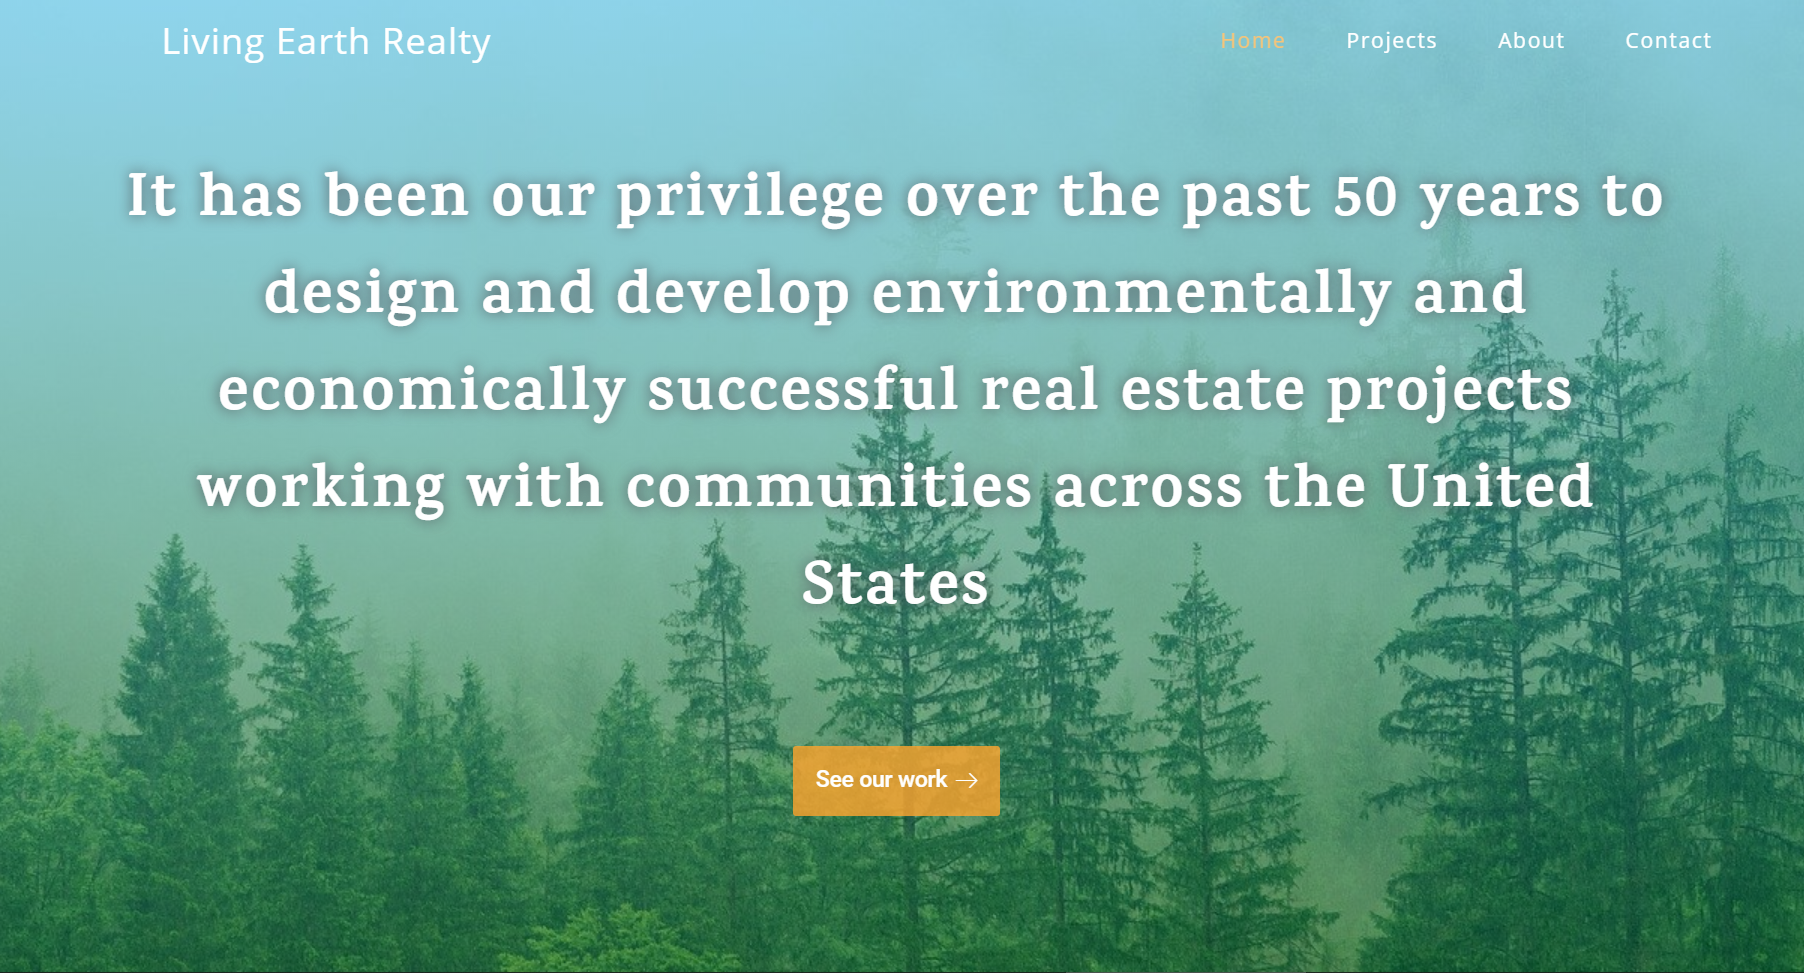 Living Earth Realty
Home Projects About Contact
It has been our privilege over the past 50 years to
design and develop environmentally and
economically successful real estate projects
working with communities across the United
States
See our work →